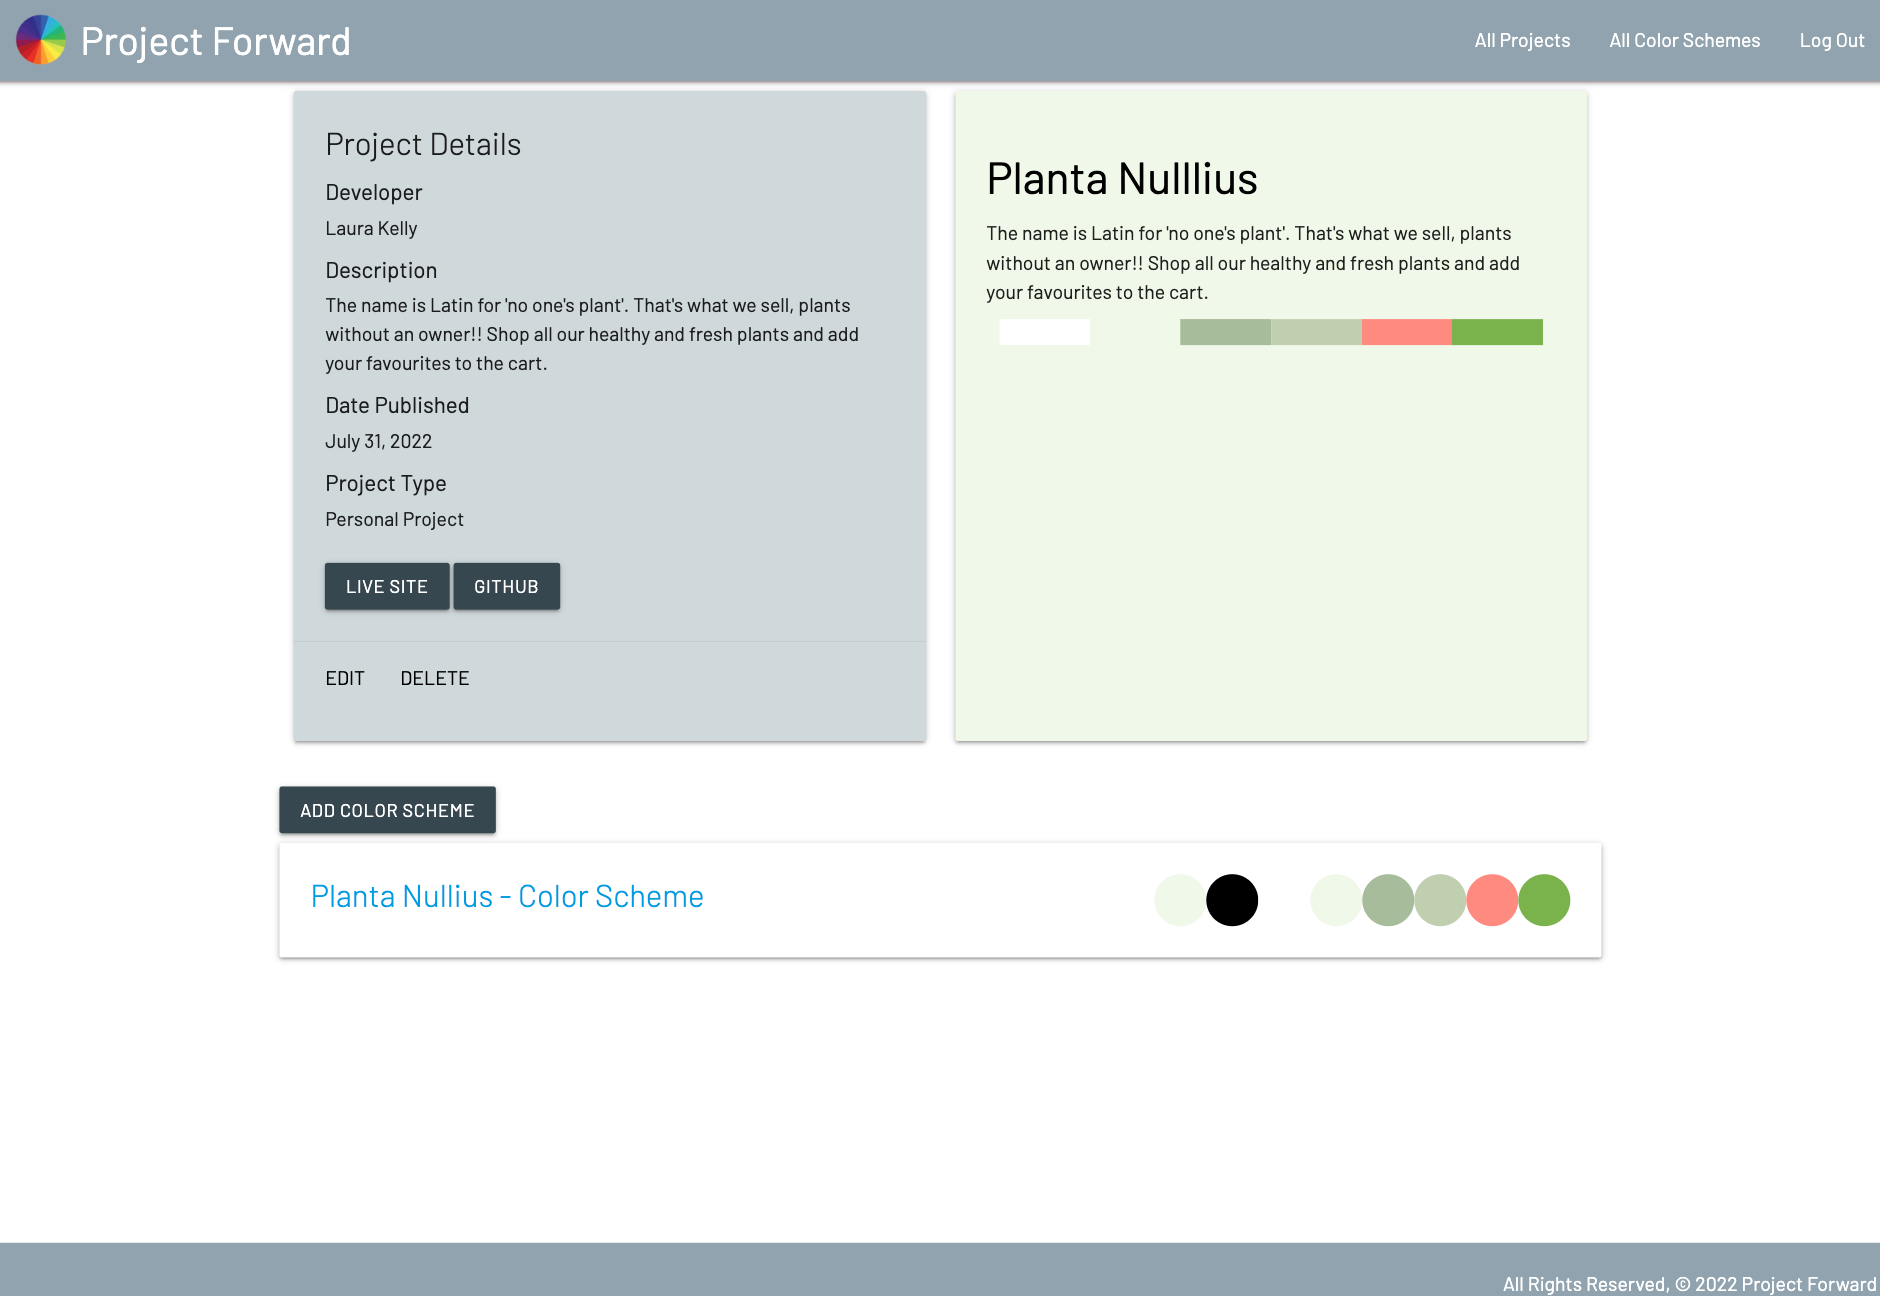 Project Forward
All Projects
All Color Schemes
Log Out
Project Details
Developer
Laura Kelly
Description
The name is Latin for 'no one's plant'. That's what we sell, plants
without an owner!! Shop all our healthy and fresh plants and add
your favourites to the cart.
Date Published
July 31, 2022
Project Type
Personal Project
LIVE SITE
GITHUB
EDIT
DELETE
Planta Nulllius
The name is Latin for 'no one's plant'. That's what we sell, plants
without an owner!! Shop all our healthy and fresh plants and add
your favourites to the cart.
ADD COLOR SCHEME
Planta Nullius - Color Scheme
All Rights Reserved, © 2022 Project Forward